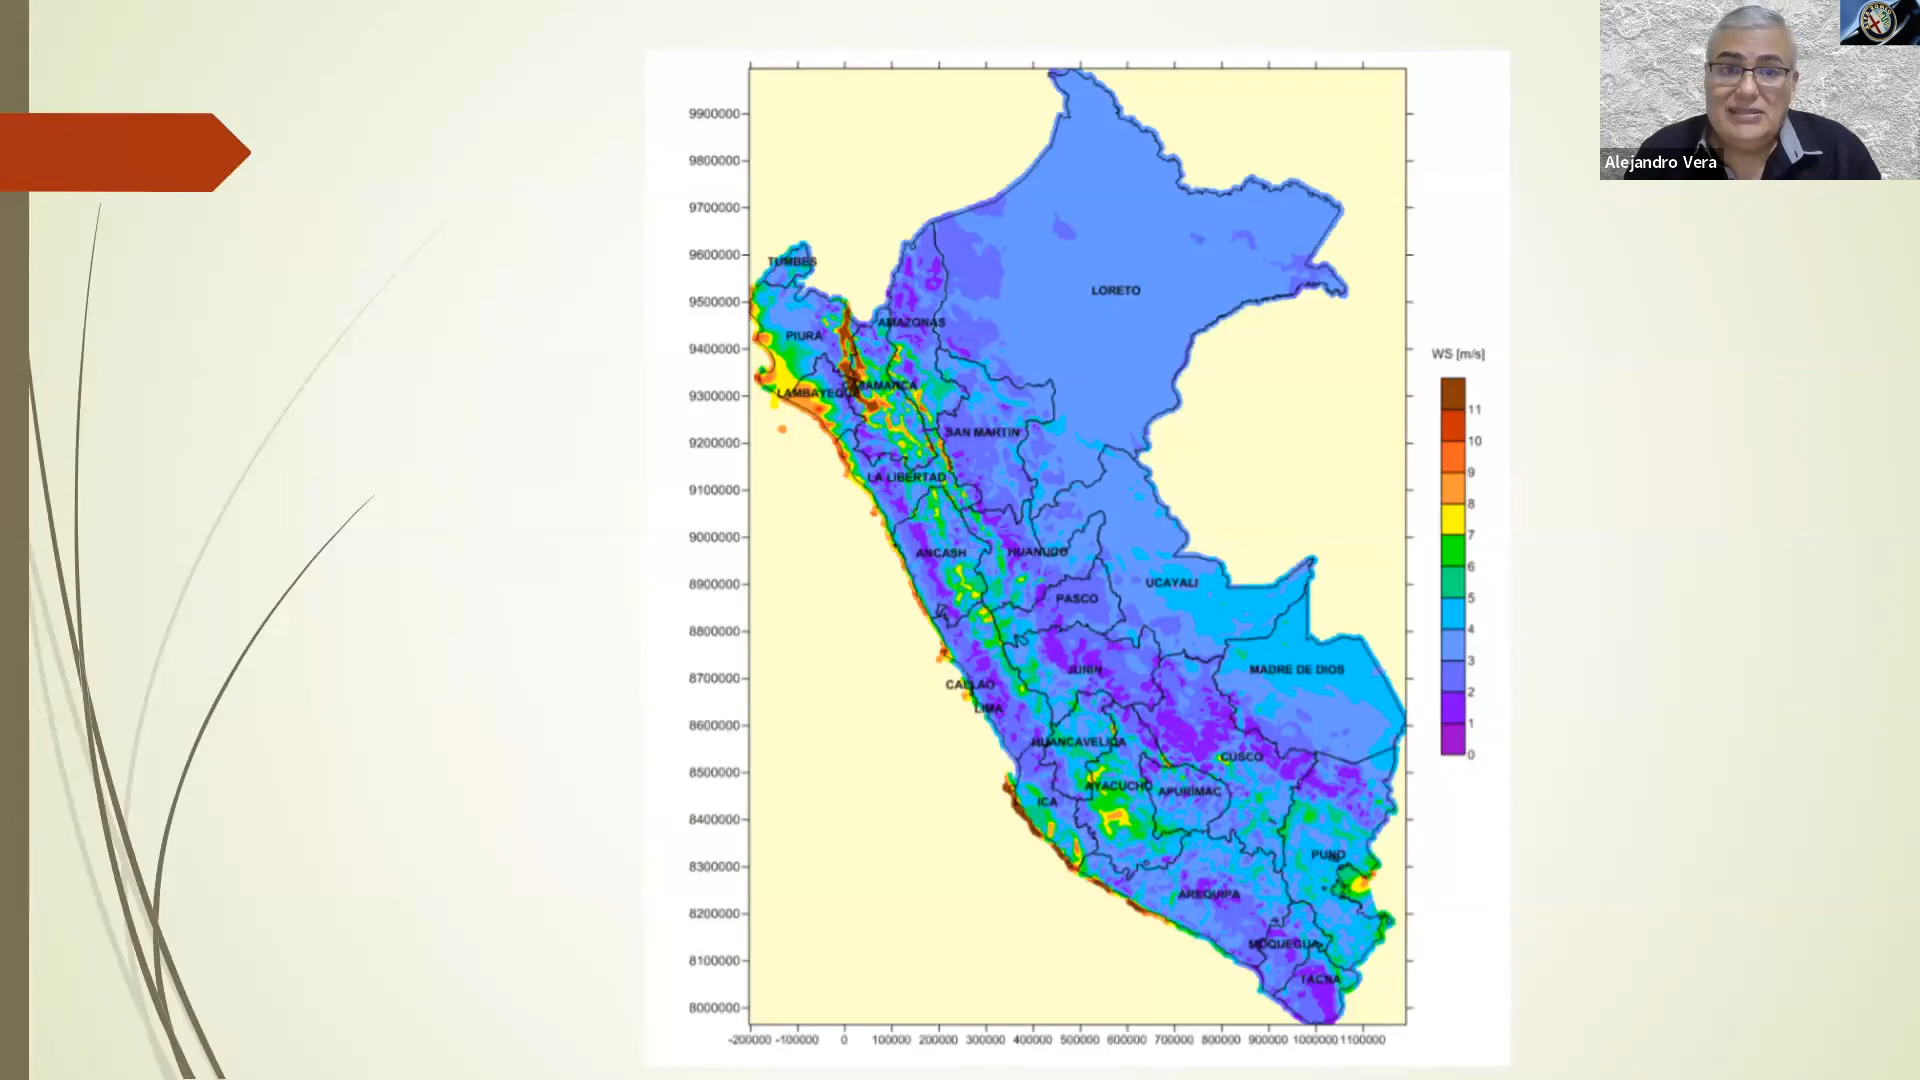 Alejandro Vera
9900000
9800000
9700000
9600000
9500000
9400000
9300000
9200000
9100000
9000000
8900000
8800000
8700000
8600000
8500000
8400000
8300000
8200000
8100000
8000000
TUMBES
PIURA
AMAZONAS
LORETO
LAMBAYEQUE
CAJAMARCA
SAN MARTIN
LA LIBERTAD
ANCASH
HUANUCO
UCAYALI
PASCO
JUNIN
MADRE DE DIOS
CALLAO
LIMA
HUANCAVELICA
CUSCO
AYACUCHO
APURIMAC
ICA
PUNO
AREQUIPA
MOQUEGUA
TACNA
-200000 -100000 0 100000 200000 300000 400000 500000 600000 700000 800000 900000 1000000 1100000
WS [m/s]
11
10
9
8
7
6
5
4
3
2
1
0